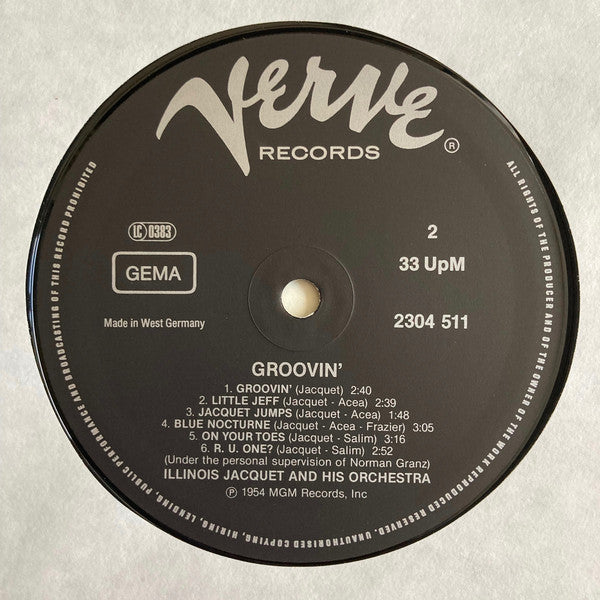 Verve
RECORDS ®
LC 0383
GEMA
Made in West Germany
2
33 UpM
2304 511
GROOVIN'
1. GROOVIN' (Jacquet) 2:40
2. LITTLE JEFF (Jacquet - Acea) 2:39
3. JACQUET JUMPS (Jacquet - Acea) 1:48
4. BLUE NOCTURNE (Jacquet - Acea - Frazier) 3:05
5. ON YOUR TOES (Jacquet - Salim) 3:16
6. R. U. ONE? (Jacquet - Salim) 2:52
(Under the personal supervision of Norman Granz)
ILLINOIS JACQUET AND HIS ORCHESTRA
℗ 1954 MGM Records, Inc
ALL RIGHTS OF THE PRODUCER AND OF THE OWNER OF THE WORK REPRODUCED RESERVED. UNAUTHORISED COPYING, HIRING, LENDING, PUBLIC PERFORMANCE AND BROADCASTING OF THIS RECORD PROHIBITED